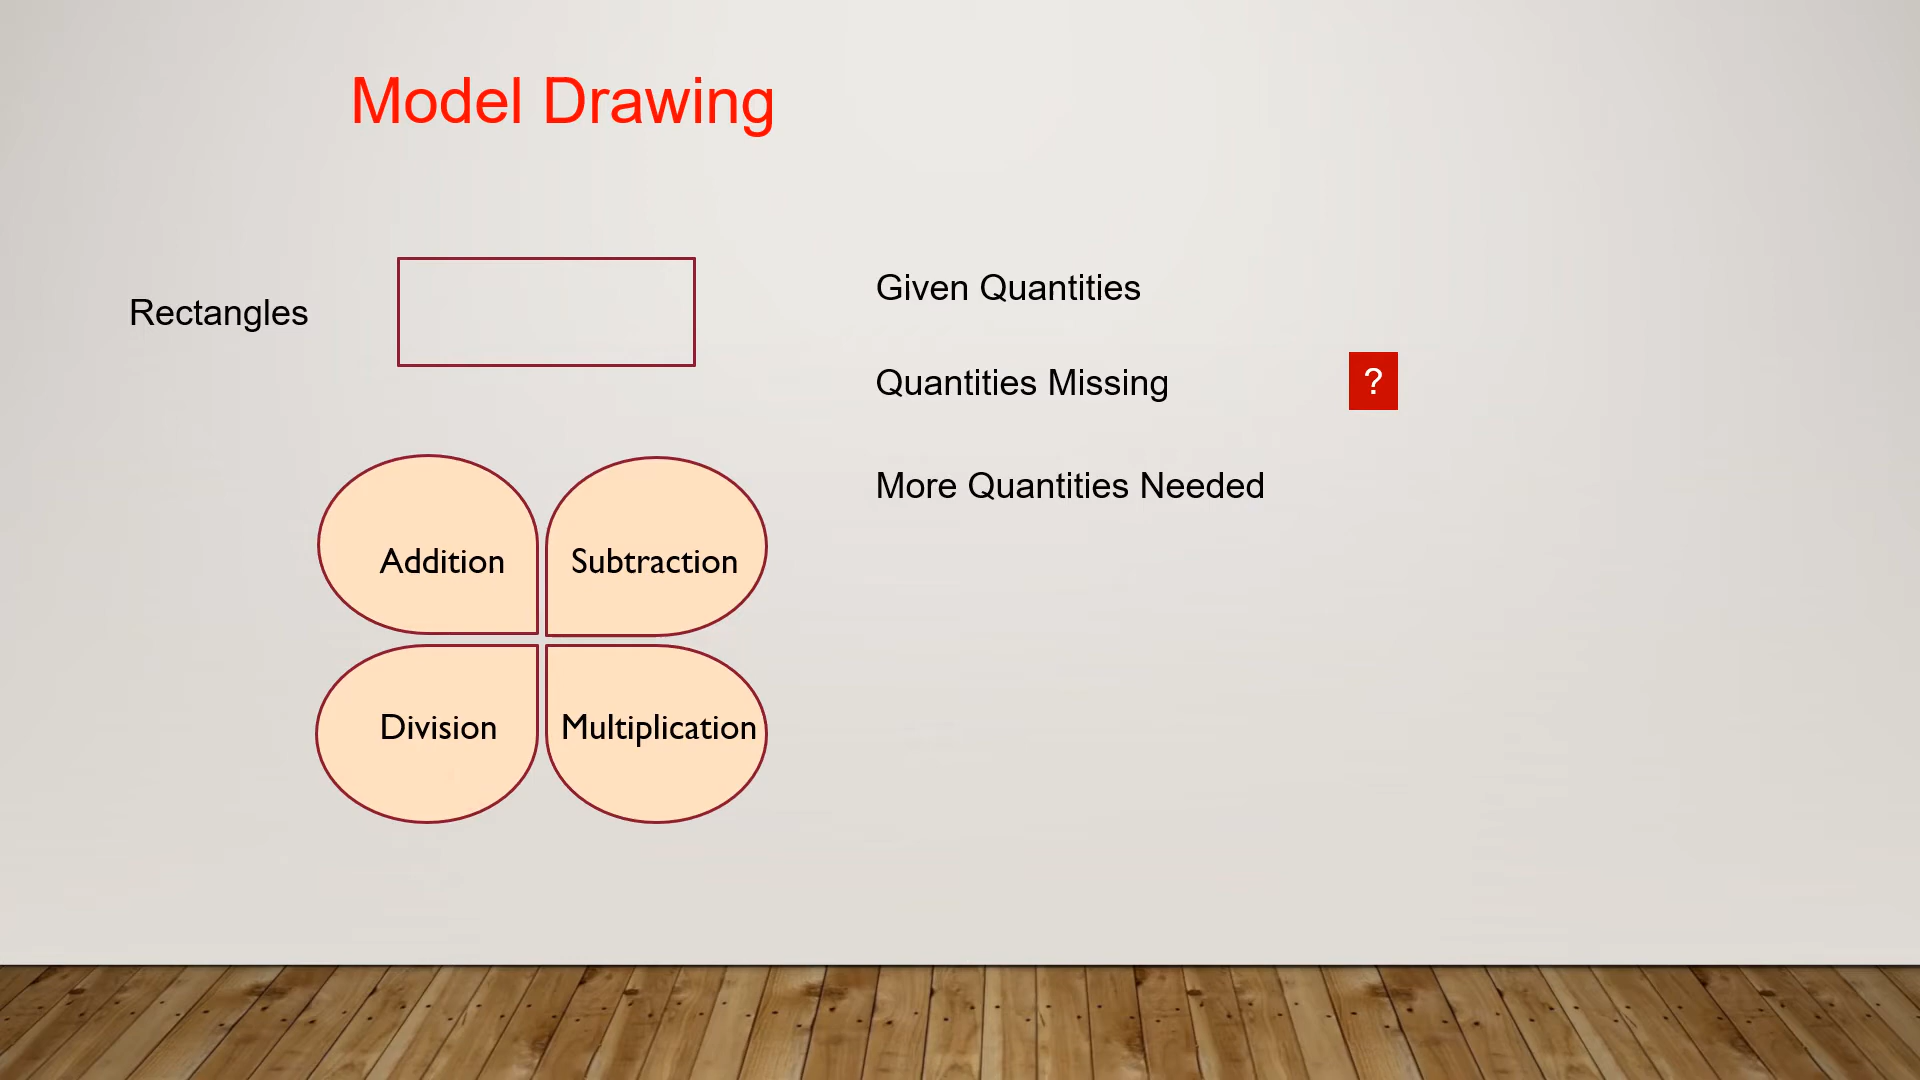 Model Drawing
Rectangles
Given Quantities
Quantities Missing
?
More Quantities Needed
Addition
Subtraction
Division
Multiplication